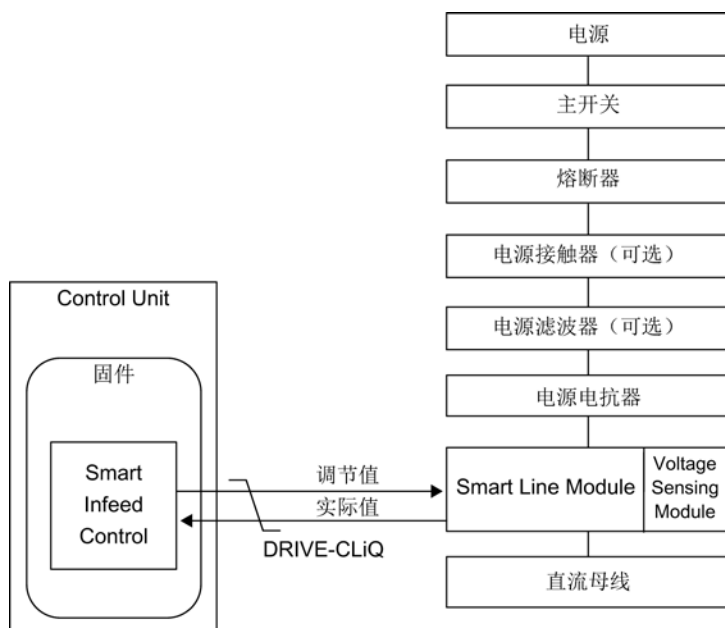 电源
主开关
熔断器
电源接触器（可选）
电源滤波器（可选）
电源电抗器
Smart Line Module
Voltage
Sensing
Module
直流母线
Control Unit
固件
Smart
Infeed
Control
调节值
实际值
DRIVE-CLiQ